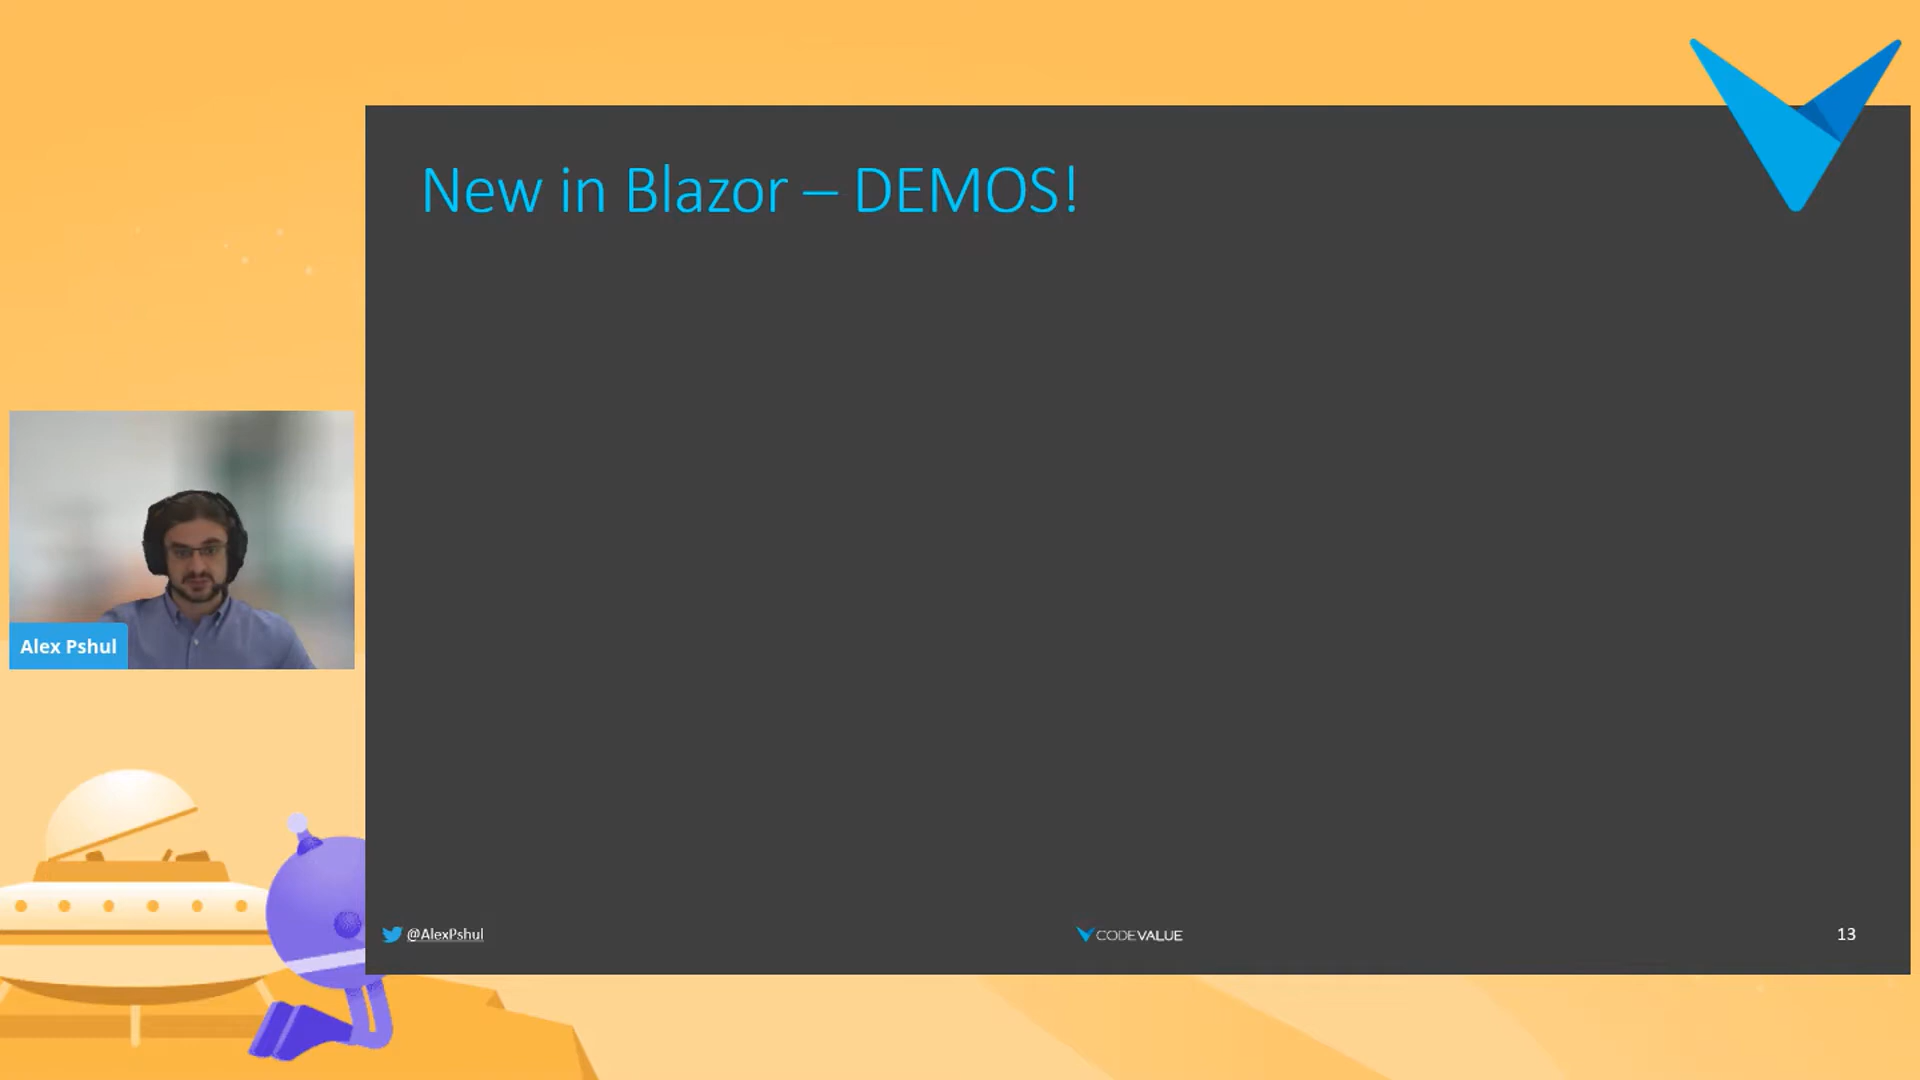 New in Blazor – DEMOS!
Alex Pshul
@AlexPshul
CODEVALUE
13